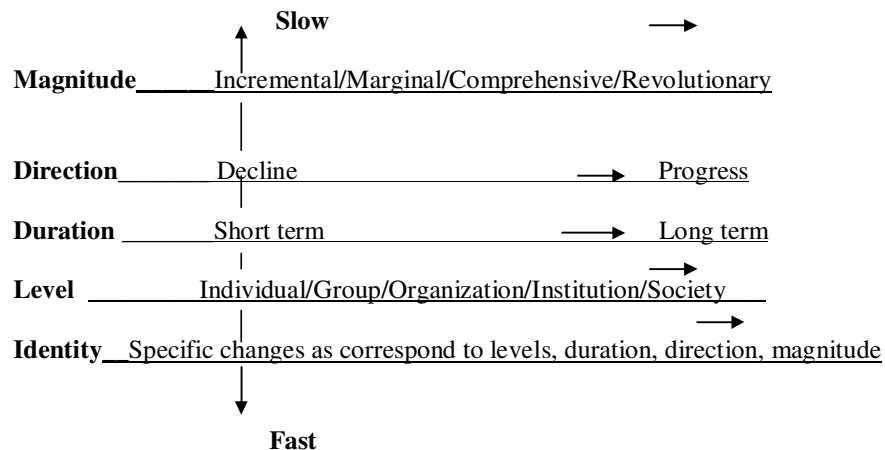 Slow
Magnitude Incremental/Marginal/Comprehensive/Revolutionary
Direction Decline Progress
Duration Short term Long term
Level Individual/Group/Organization/Institution/Society
Identity Specific changes as correspond to levels, duration, direction, magnitude
Fast